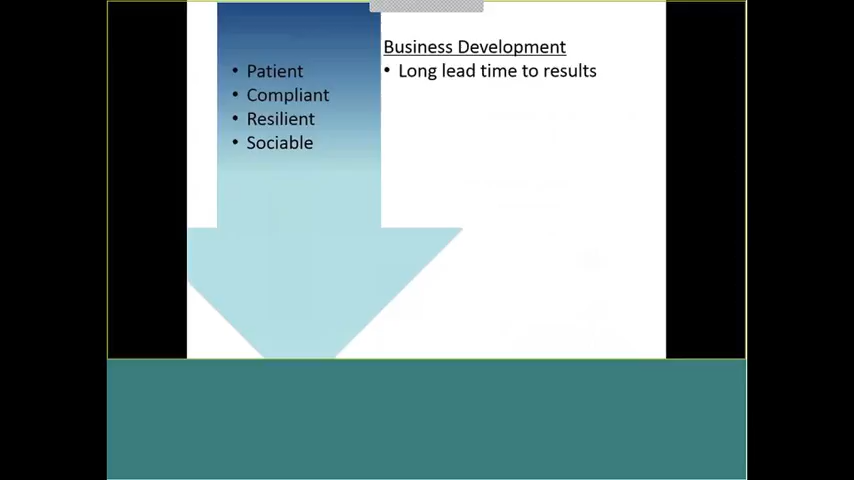 Business Development
• Long lead time to results
• Patient
• Compliant
• Resilient
• Sociable